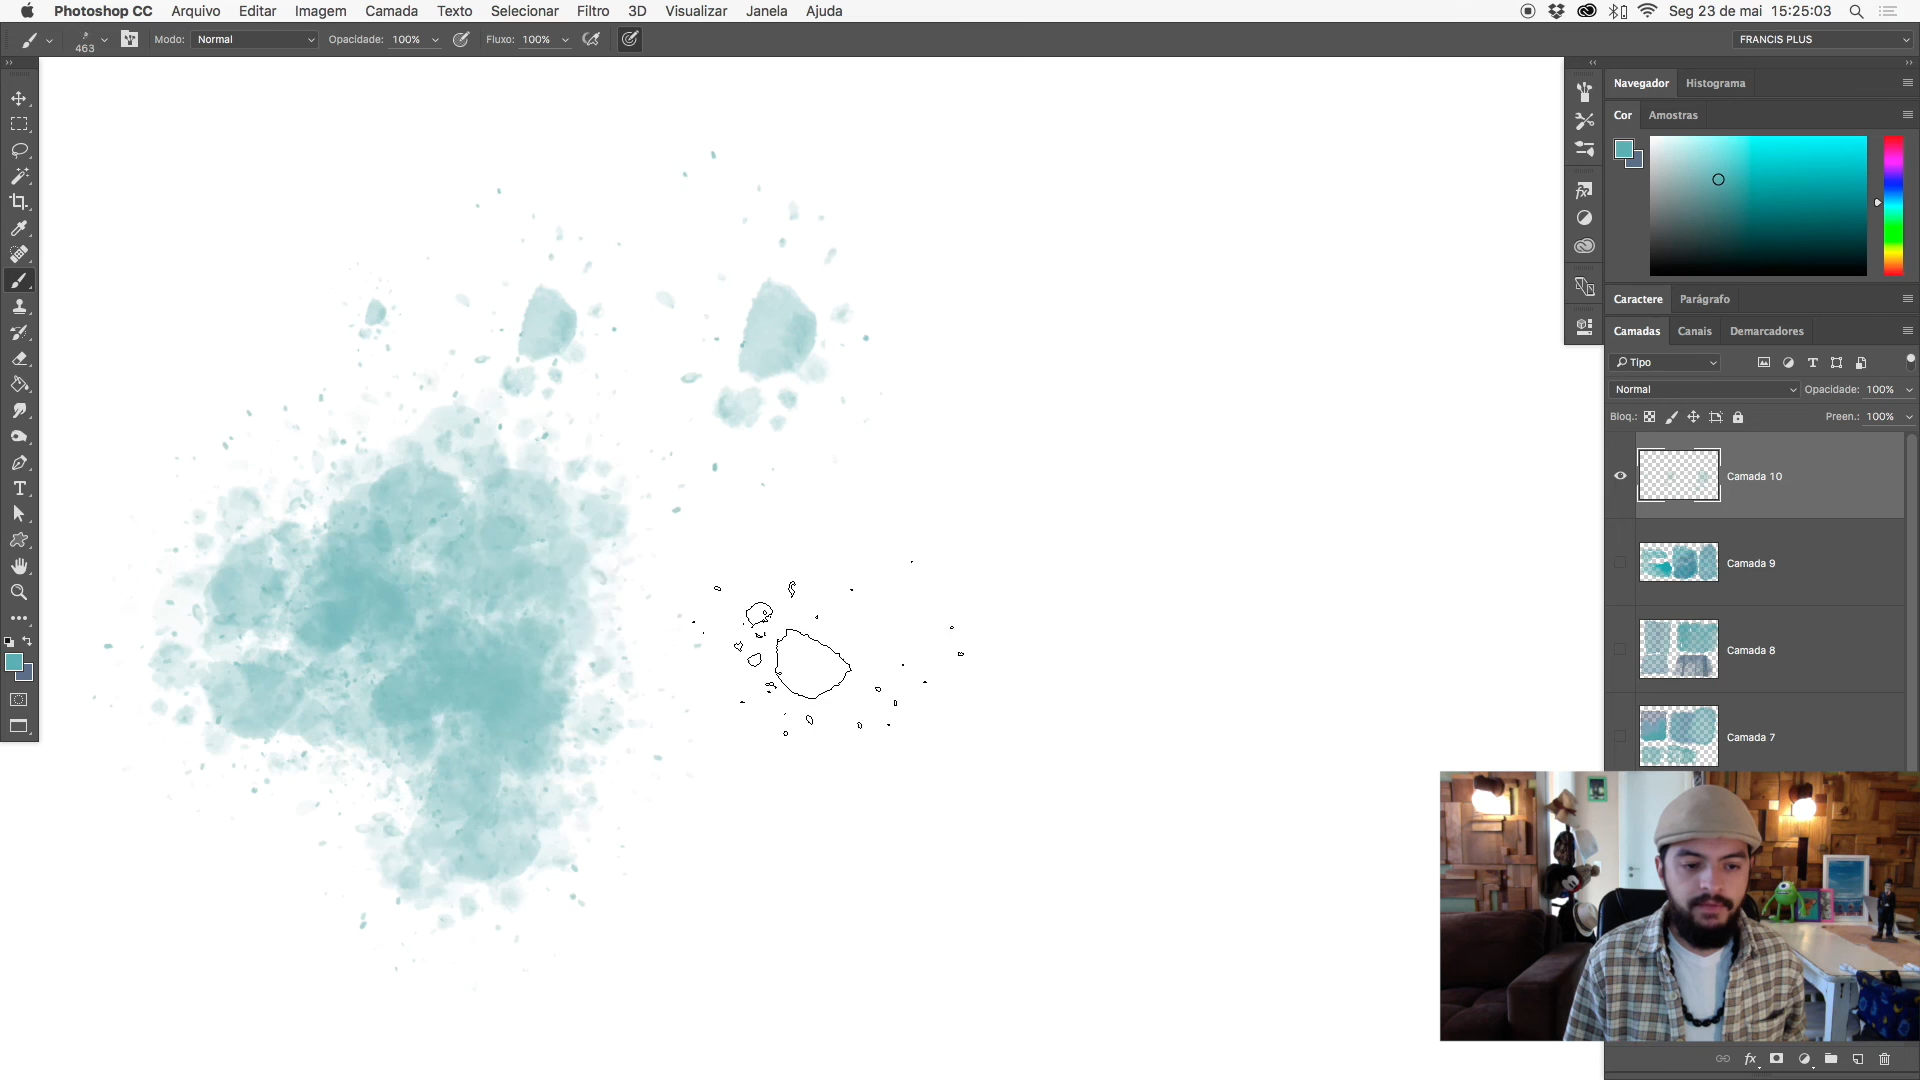 Photoshop CC Arquivo Editar Imagem Camada Texto Selecionar Filtro 3D Visualizar Janela Ajuda Seg 23 de mai 15:25:03
463 Modo: Normal Opacidade: 100% Fluxo: 100% FRANCIS PLUS
Navegador Histograma
Cor Amostras
Caractere Parágrafo
Camadas Canais Demarcadores
Tipo
Normal Opacidade: 100%
Bloq.: Preen.: 100%
Camada 10
Camada 9
Camada 8
Camada 7
fx